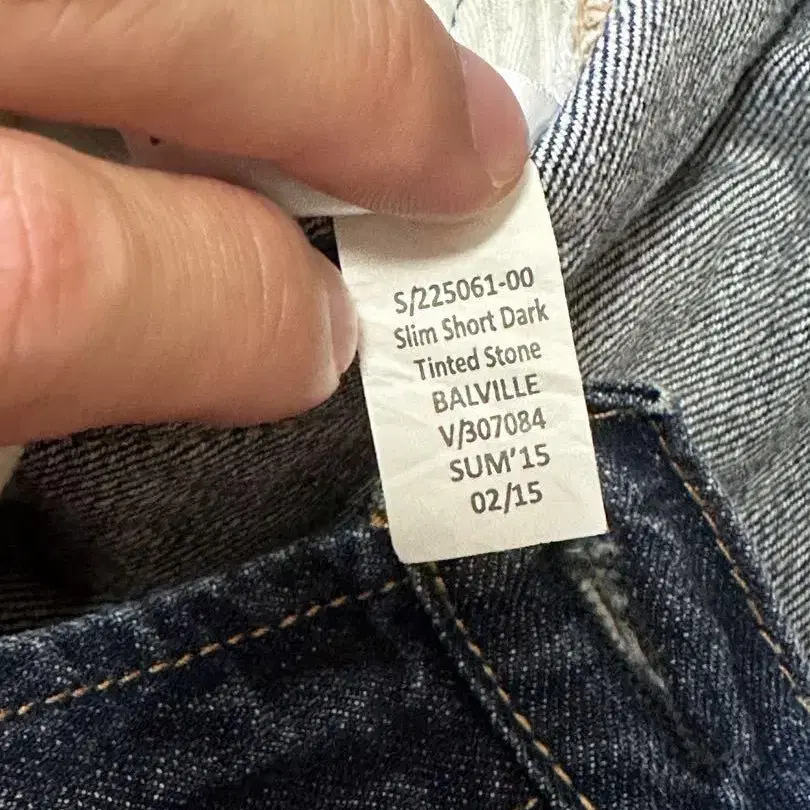 S/225061-00
Slim Short Dark
Tinted Stone
BALVILLE
V/307084
SUM'15
02/15